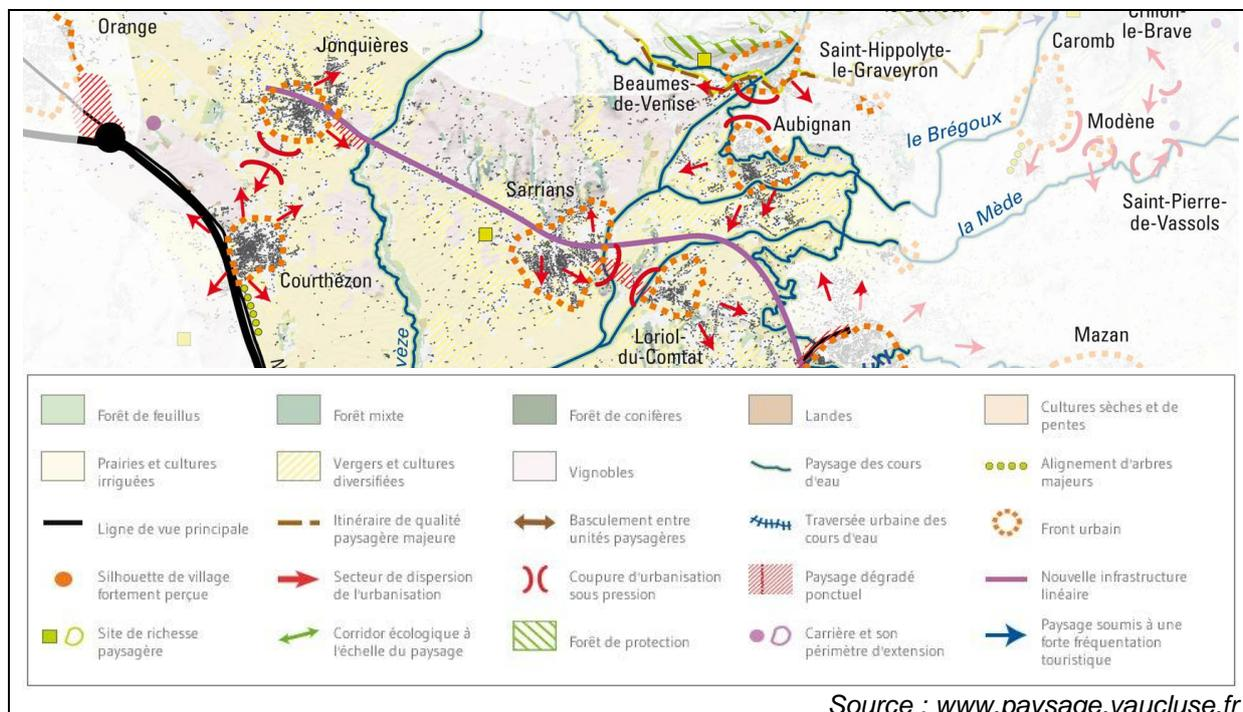 Orange
Jonquières
Saint-Hippolyte-
le-Graveyron
Caromb
le-Brave
Beaumes-
de-Venise
Aubignan
le Brégoux
Modène
Sarrians
la Mède
Saint-Pierre-
de-Vassols
Courthézon
Loriol-
du-Comtat
Mazan
Forêt de feuillus
Forêt mixte
Forêt de conifères
Landes
Cultures sèches et de
pentes
Prairies et cultures
irriguées
Vergers et cultures
diversifiées
Vignobles
Paysage des cours
d'eau
Alignement d'arbres
majeurs
Ligne de vue principale
Itinéraire de qualité
paysagère majeure
Basculement entre
unités paysagères
Traversée urbaine des
cours d'eau
Front urbain
Silhouette de village
fortement perçue
Secteur de dispersion
de l'urbanisation
Coupure d'urbanisation
sous pression
Paysage dégradé
ponctuel
Nouvelle infrastructure
linéaire
Site de richesse
paysagère
Corridor écologique à
l'échelle du paysage
Forêt de protection
Carrière et son
périmètre d'extension
Paysage soumis à une
forte fréquentation
touristique
Source : www.paysage.vaucluse.fr